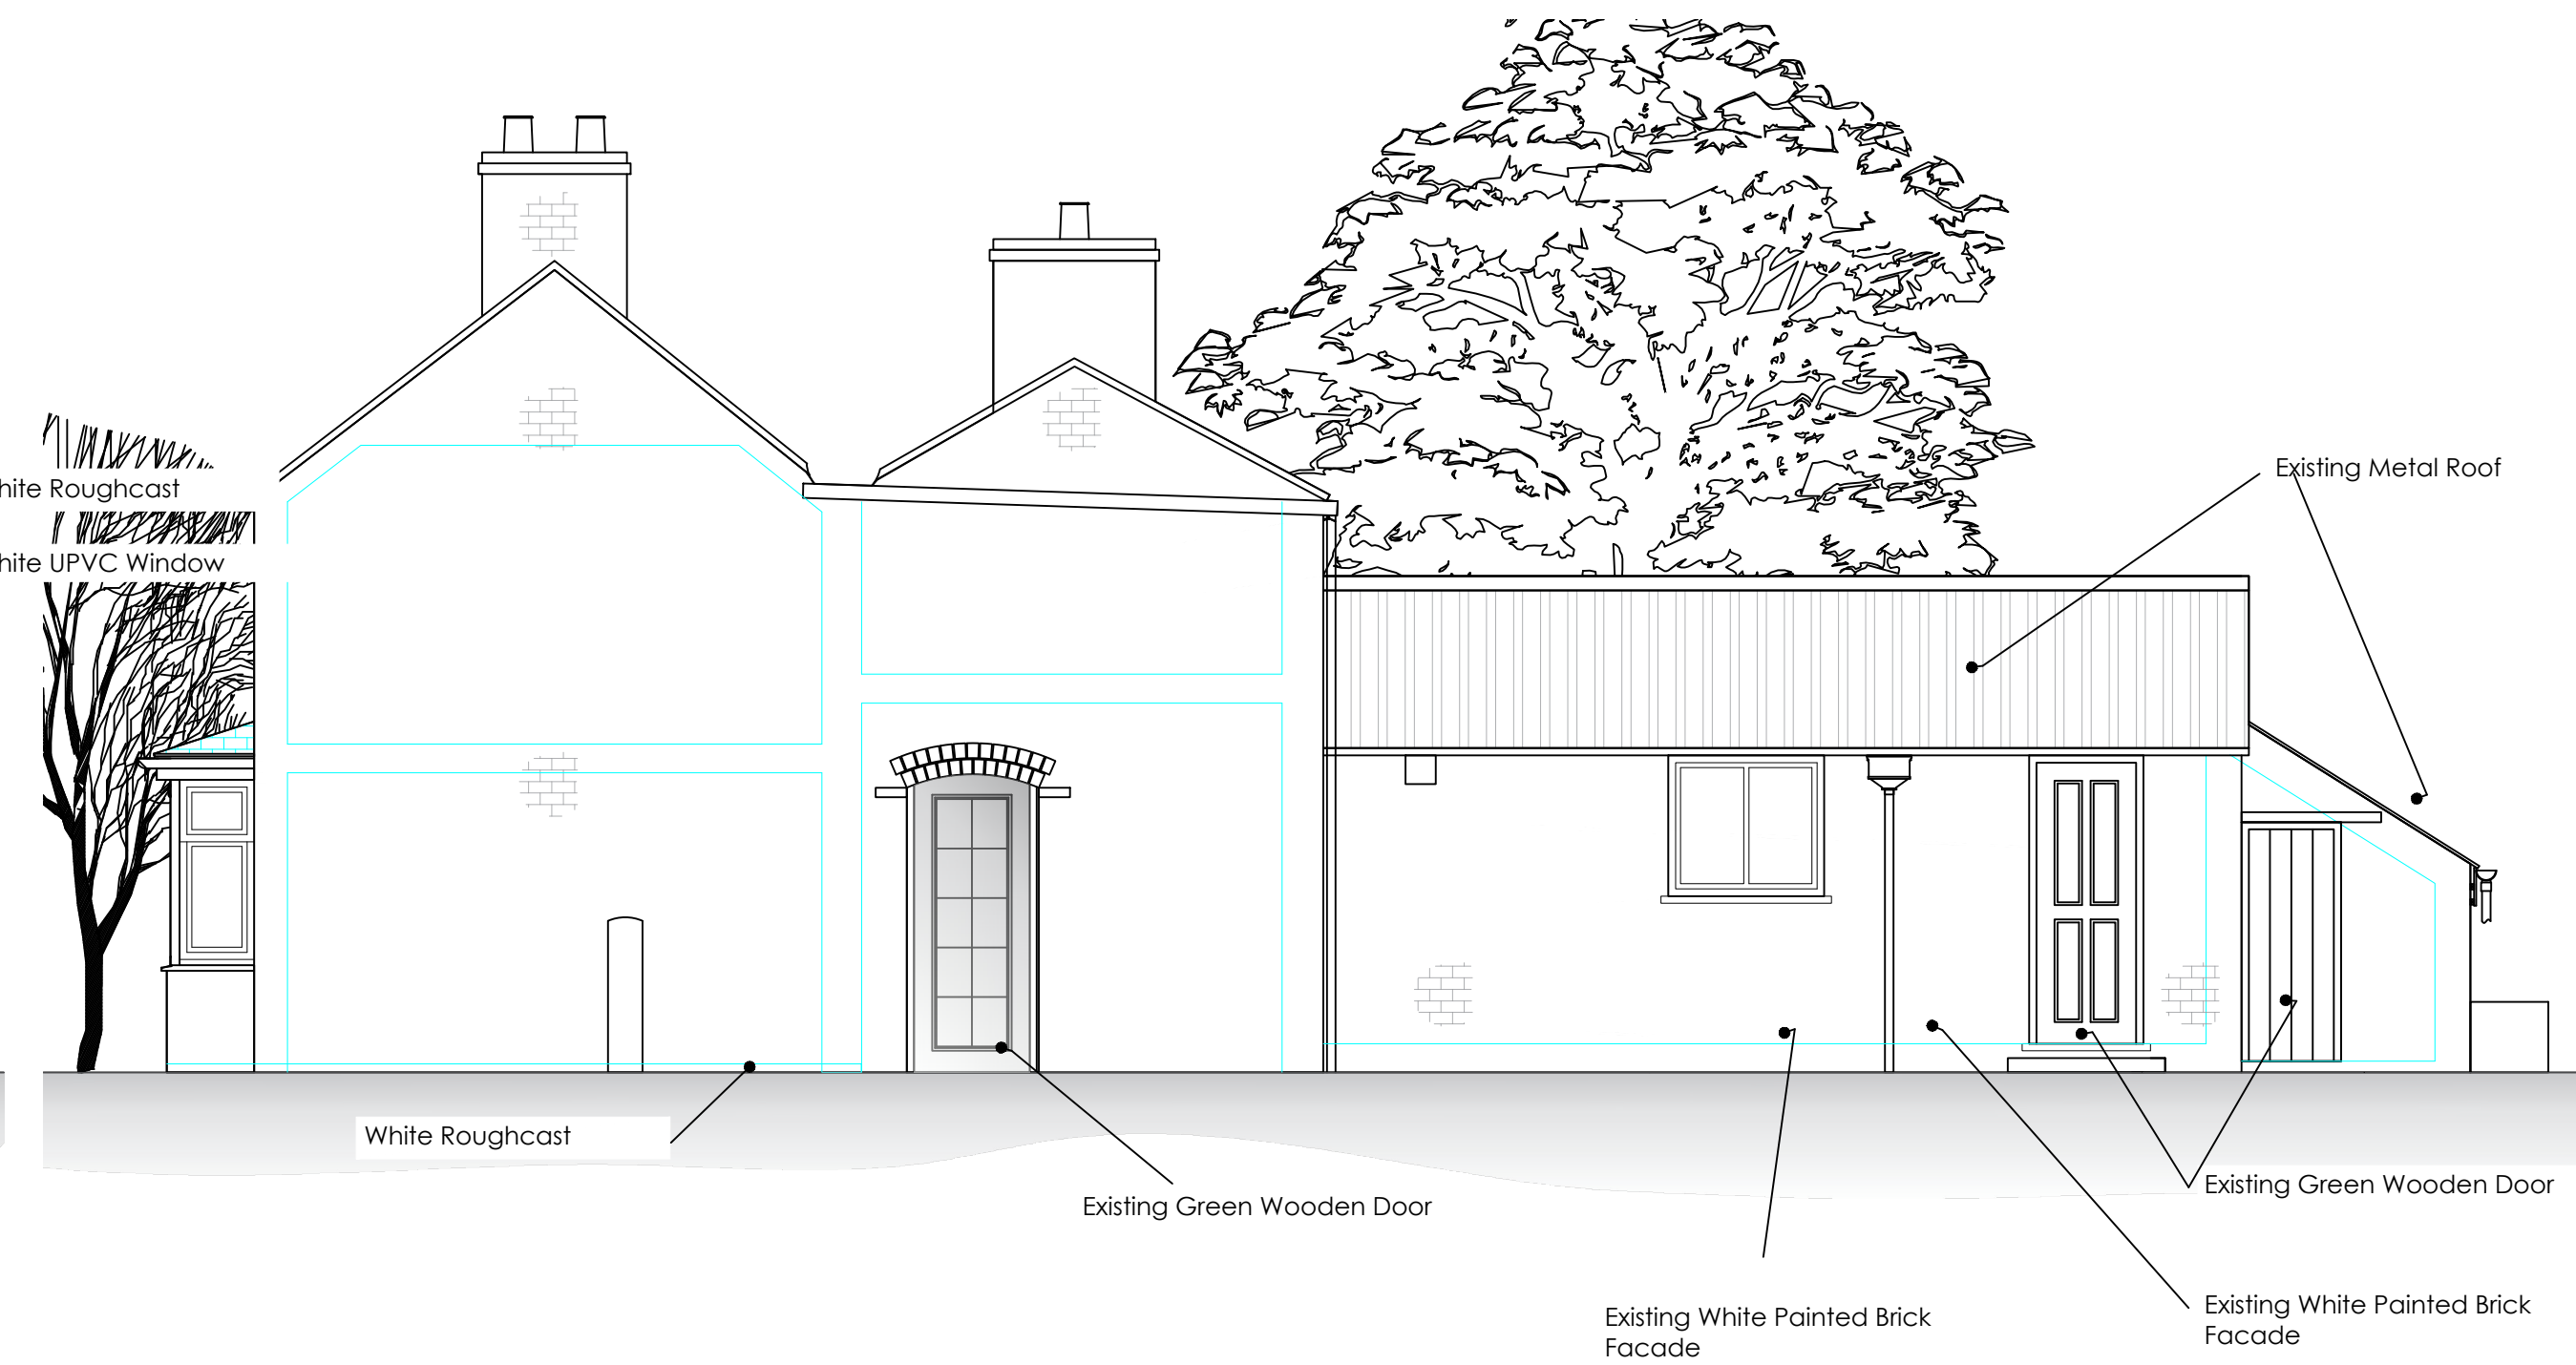 Existing Metal Roof
hite Roughcast
hite UPVC Window
White Roughcast
Existing Green Wooden Door
Existing Green Wooden Door
Existing White Painted Brick
Facade
Existing White Painted Brick
Facade